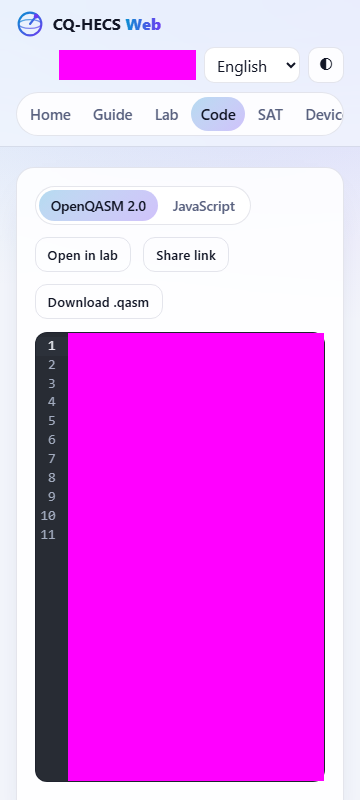 CQ-HECS Web
English
Home Guide Lab Code SAT Devic
OpenQASM 2.0 JavaScript
Open in lab Share link
Download .qasm
1
2
3
4
5
6
7
8
9
10
11